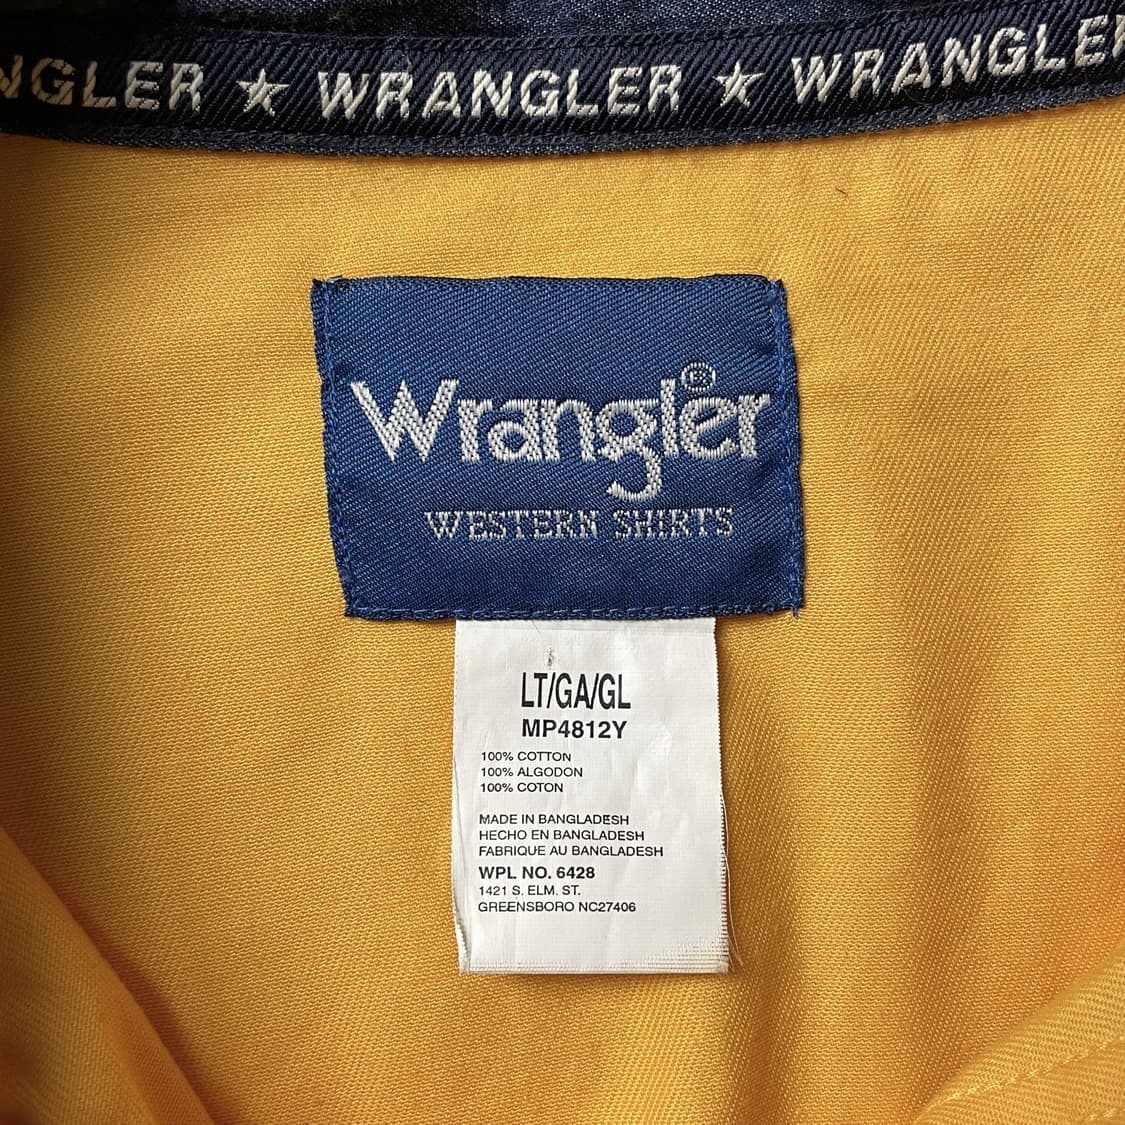 NGLER ★ WRANGLER ★ WRANGLE
Wrangler®
WESTERN SHIRTS
LT/GA/GL
MP4812Y
100% COTTON
100% ALGODON
100% COTON
MADE IN BANGLADESH
HECHO EN BANGLADESH
FABRIQUE AU BANGLADESH
WPL NO. 6428
1421 S. ELM. ST.
GREENSBORO NC27406